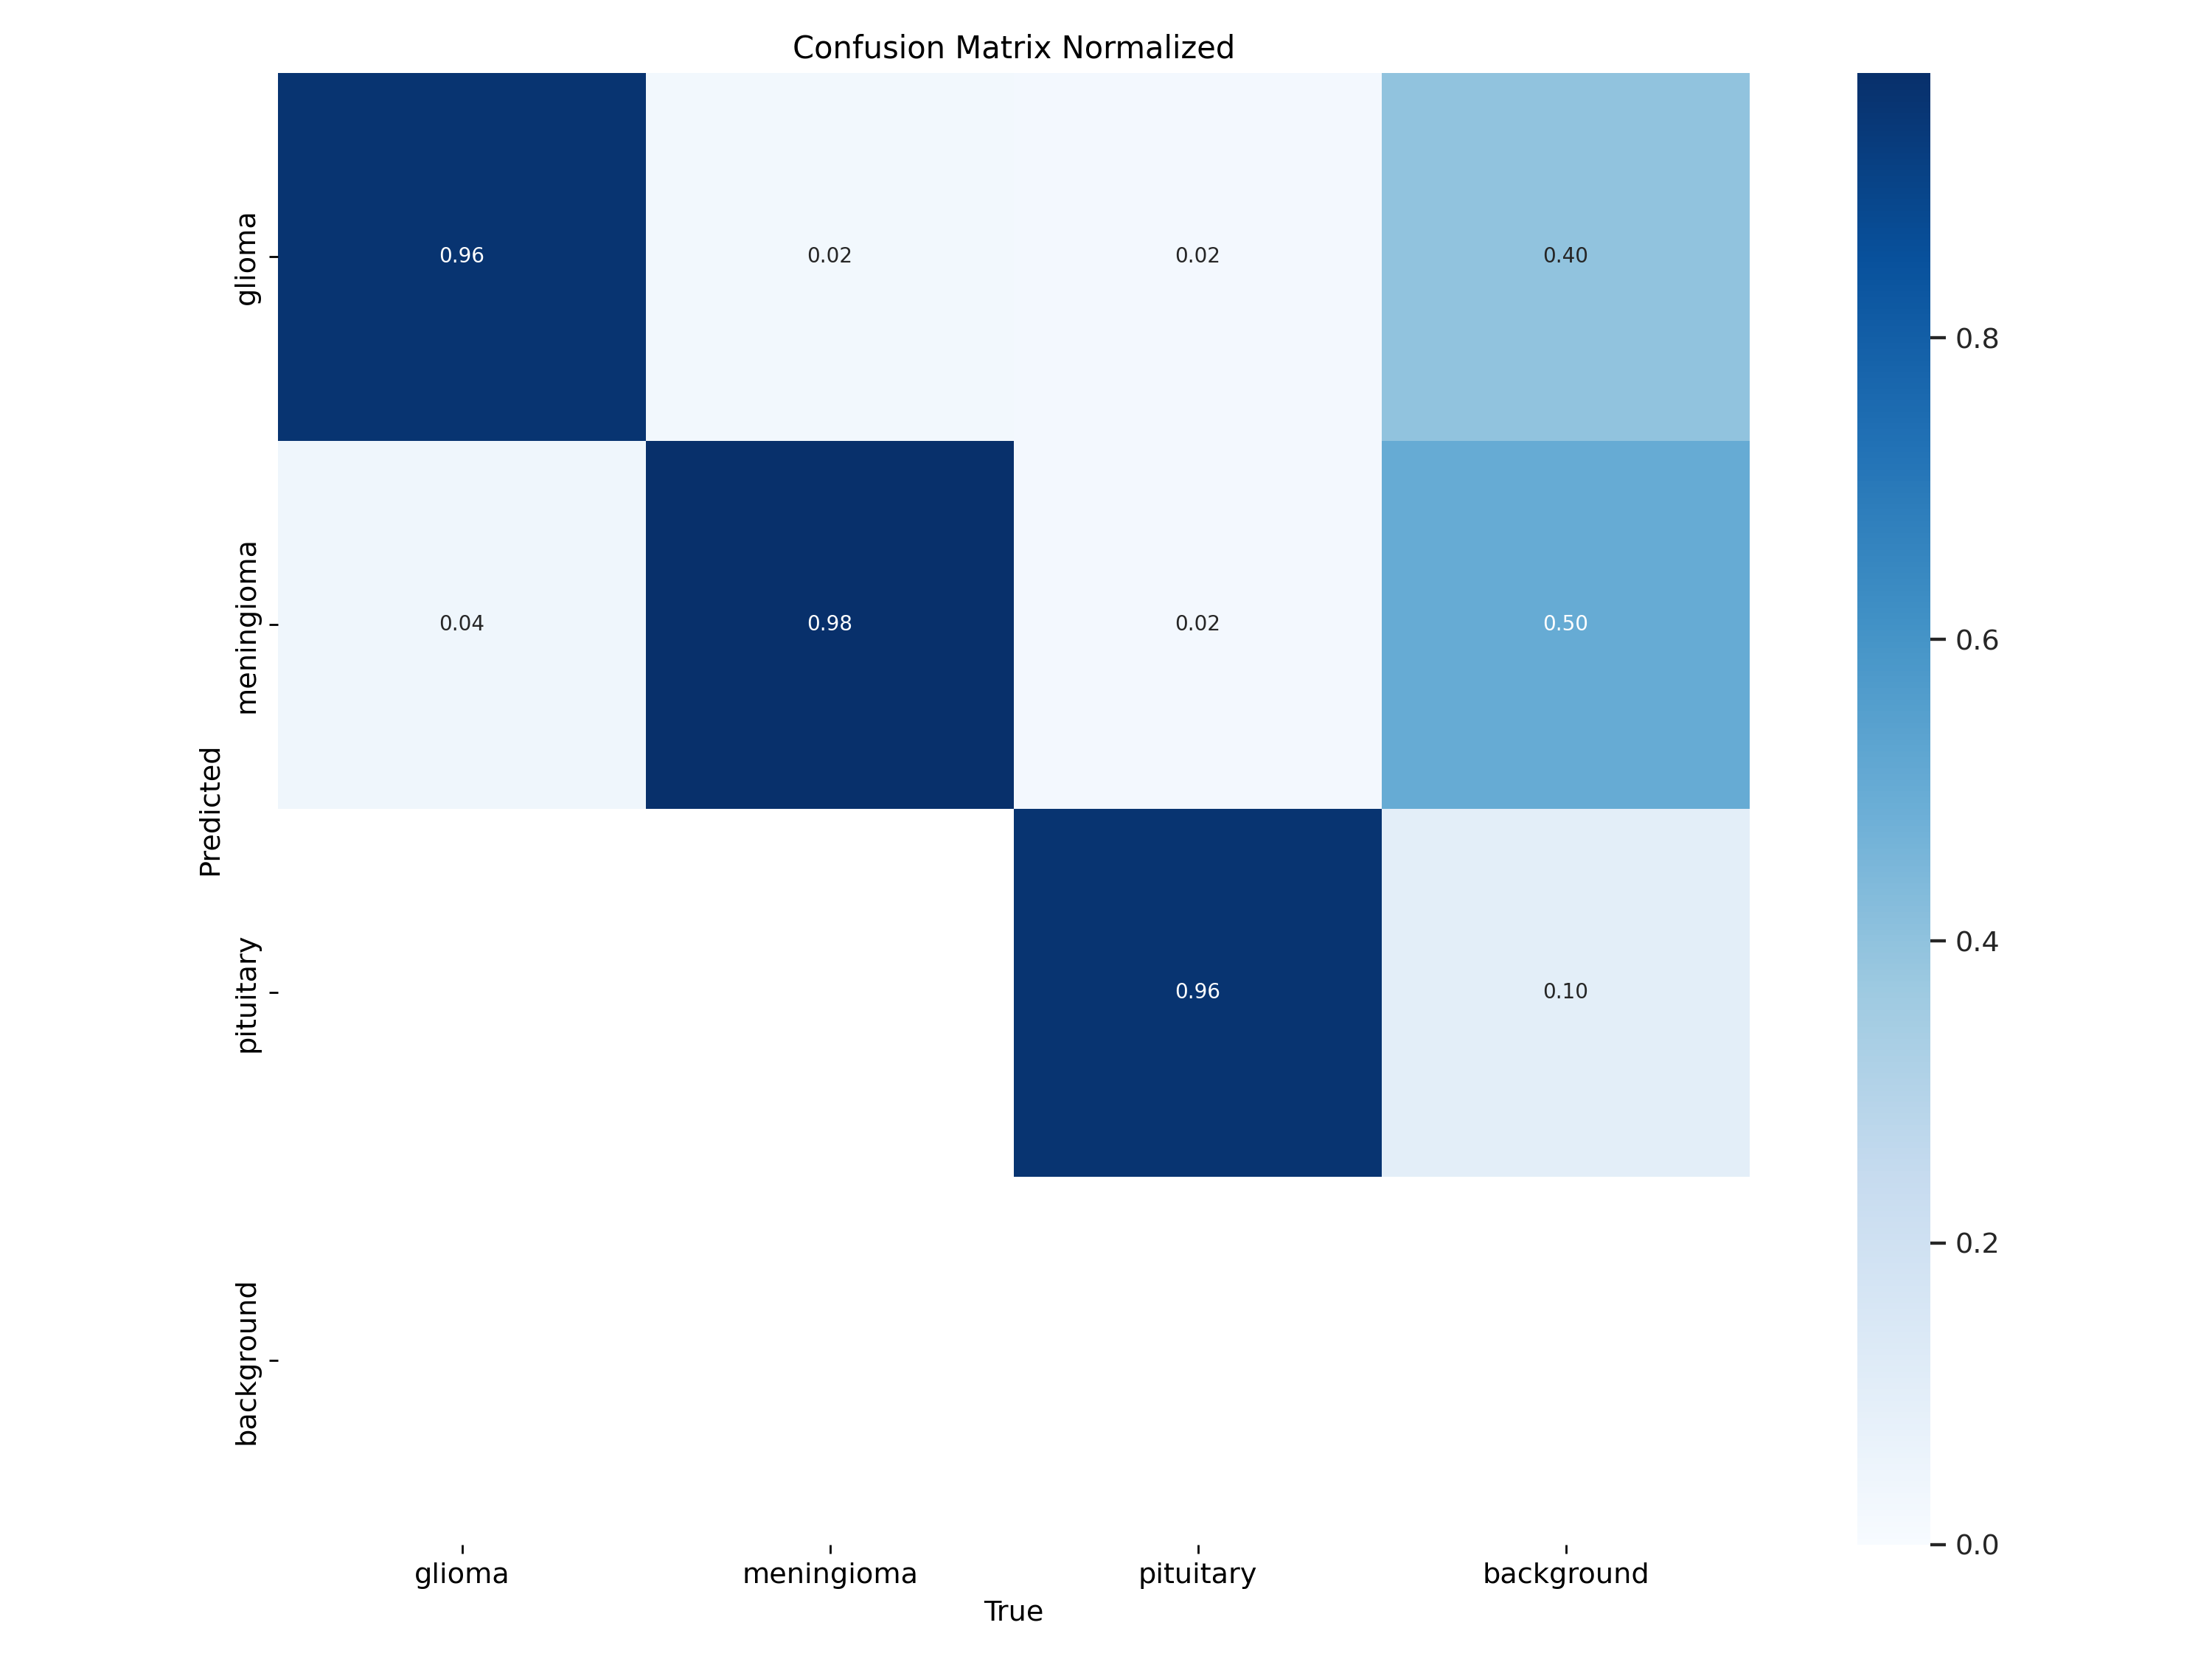 Confusion Matrix Normalized
glioma
0.96
0.02
0.02
0.40
meningioma
0.04
0.98
0.02
0.50
pituitary
0.96
0.10
background
Predicted
glioma
meningioma
pituitary
background
True
0.8
0.6
0.4
0.2
0.0